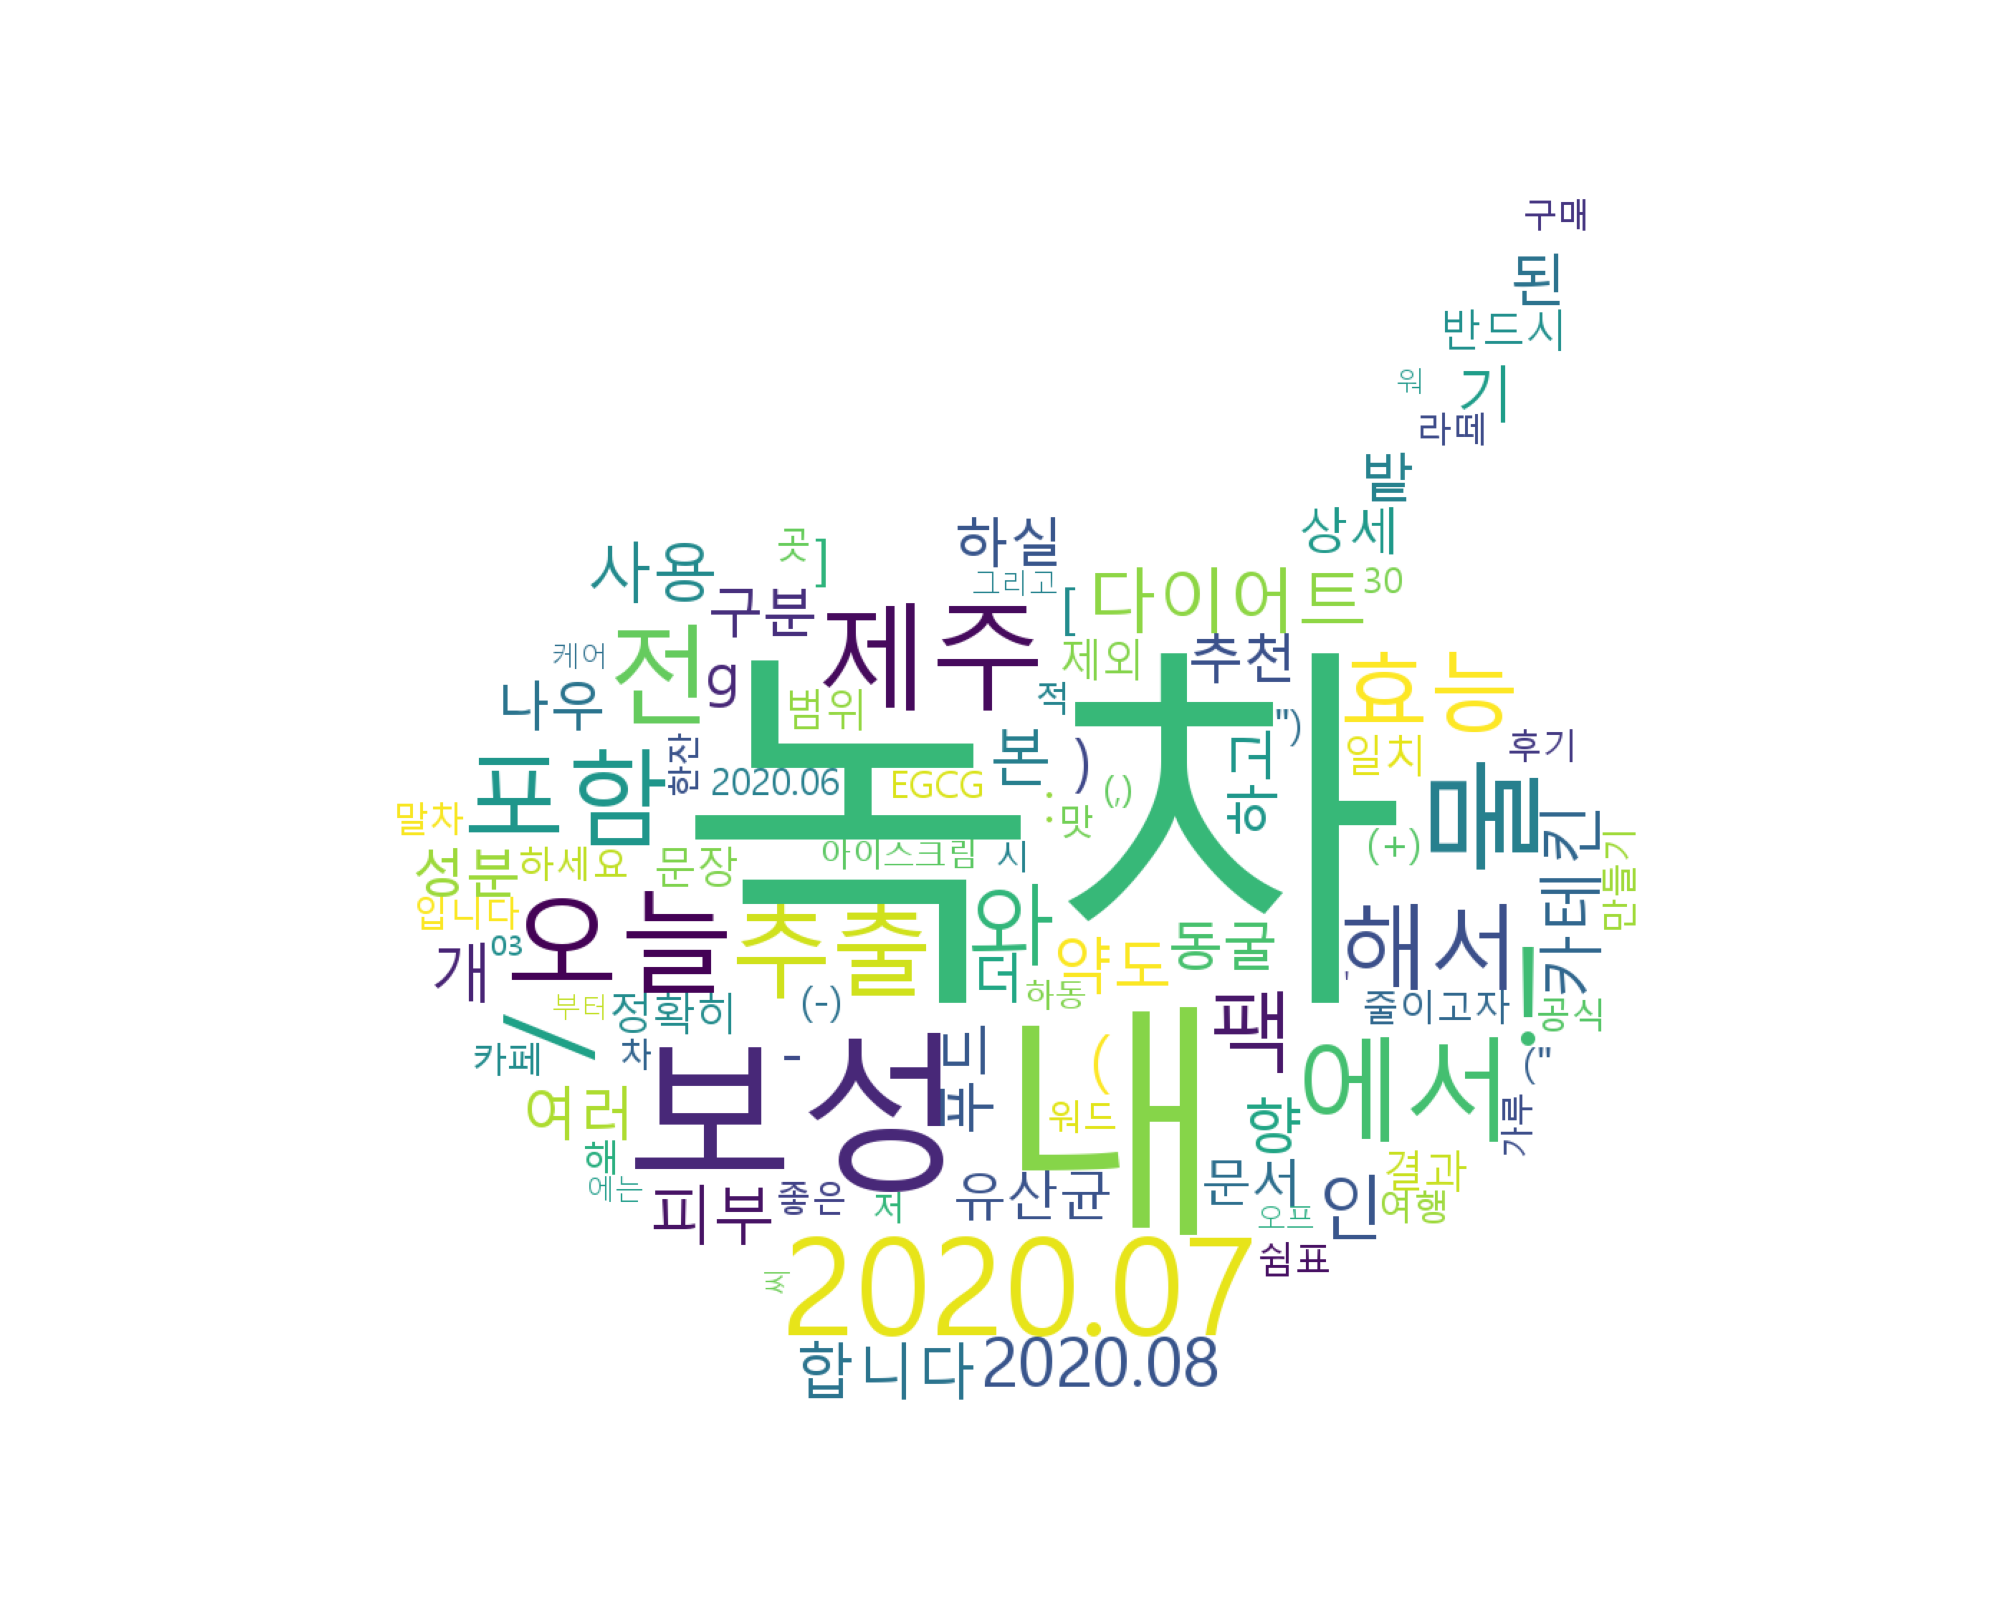 구매
된
반드시
워
기
라떼
밭
상세
하실
곳
]
사용
그리고
[
다이어트
30
구분
제주
전
케어
g
제외
추천
효능
나우
범위
적
녹차
")
하고
일치
후기
포함
한잔
2020.06
EGCG
본
)
:
(,)
맛
물
말차
(+)
카테킨
만들기
성분
하세요
문장
아이스크림
시
입니다
오늘
추출
와
더
약도
동굴
해서
!
개
03
하동
'
줄이고자
공식
부터
정확히
(-)
/
카페
차
-
보성
뷰티
내
(
팩
에서
("
여러
워드
향
가루
해
에는
피부
좋은
저
유산균
문서
인
결과
여행
오프
2020.07
쉼표
씨
합니다
2020.08